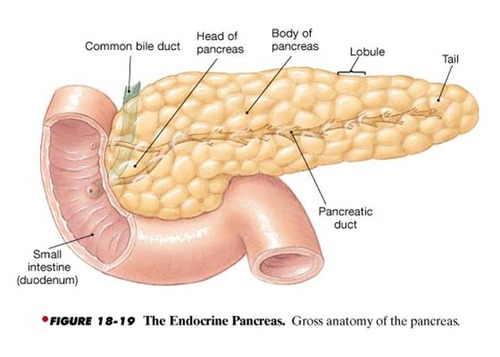 Common bile duct
Head of
pancreas
Body of
pancreas
Lobule
Tail
Pancreatic
duct
Small
intestine
(duodenum)
•FIGURE 18-19 The Endocrine Pancreas. Gross anatomy of the pancreas.